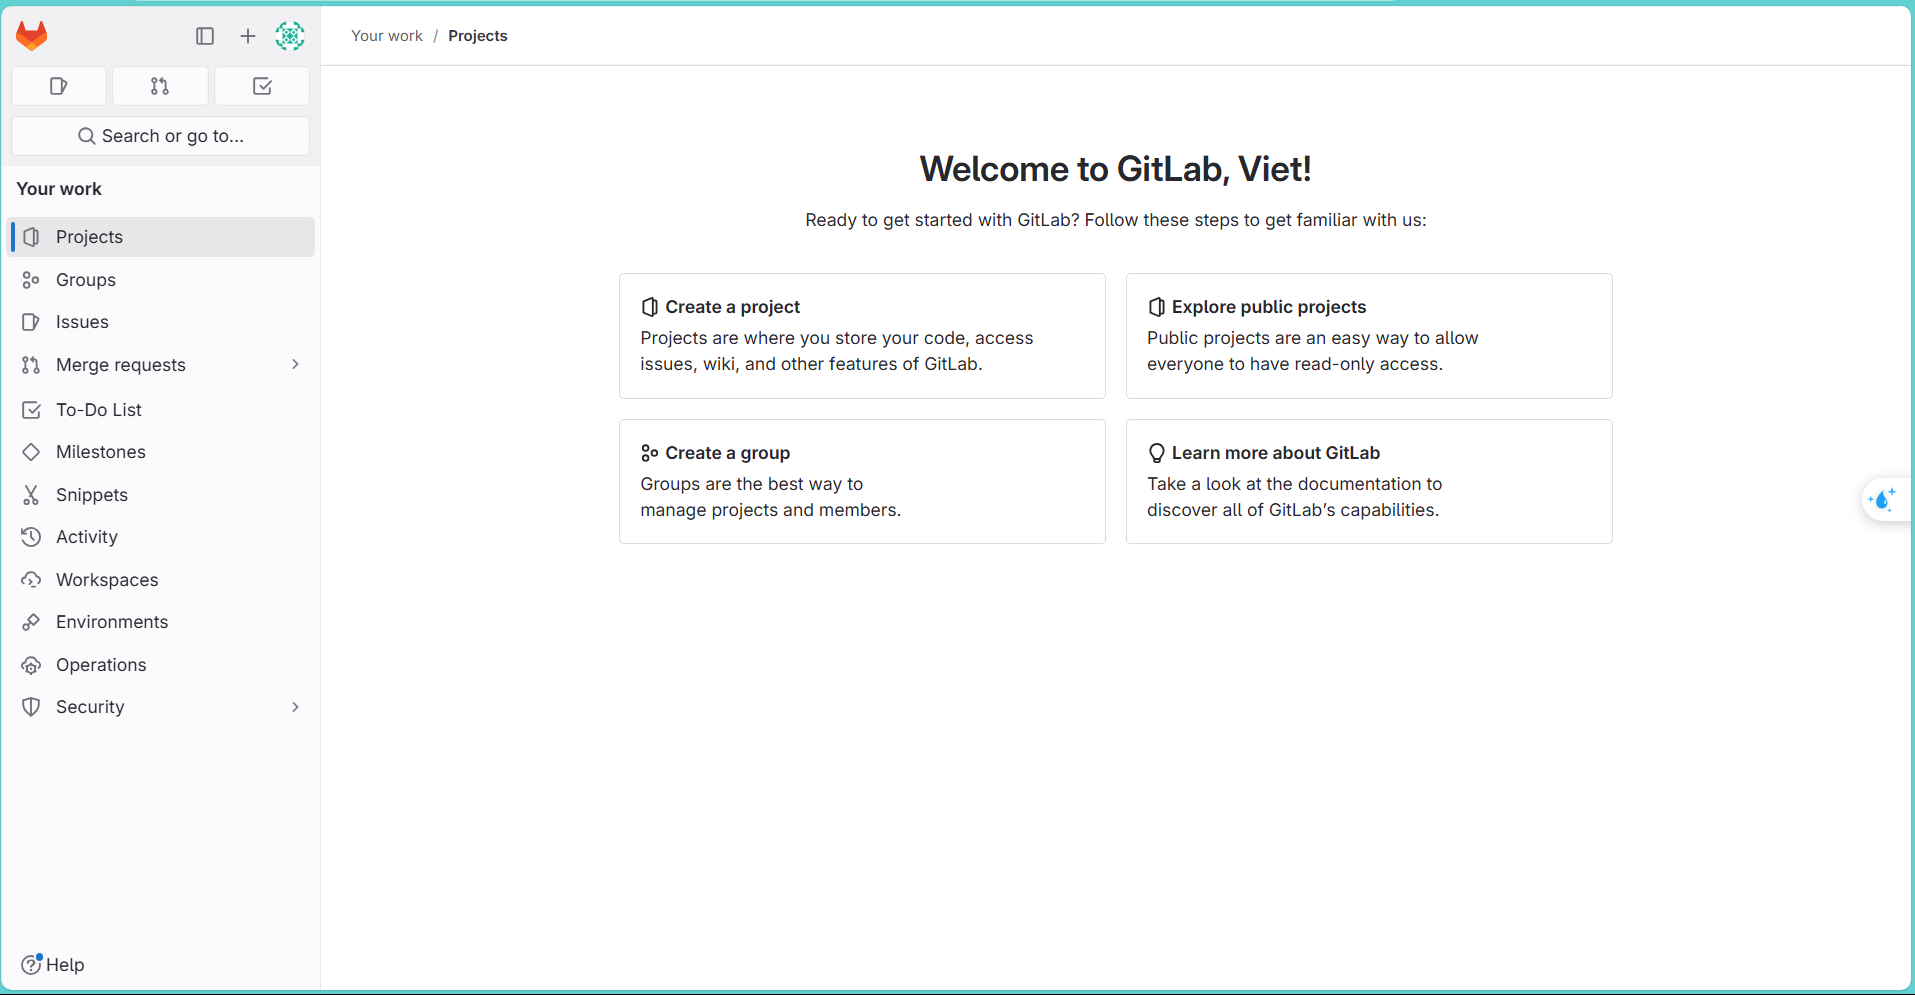 Your work / Projects
Search or go to...
Your work
Projects
Groups
Issues
Merge requests
To-Do List
Milestones
Snippets
Activity
Workspaces
Environments
Operations
Security
Help
Welcome to GitLab, Viet!
Ready to get started with GitLab? Follow these steps to get familiar with us:
Create a project
Projects are where you store your code, access
issues, wiki, and other features of GitLab.
Explore public projects
Public projects are an easy way to allow
everyone to have read-only access.
Create a group
Groups are the best way to
manage projects and members.
Learn more about GitLab
Take a look at the documentation to
discover all of GitLab’s capabilities.